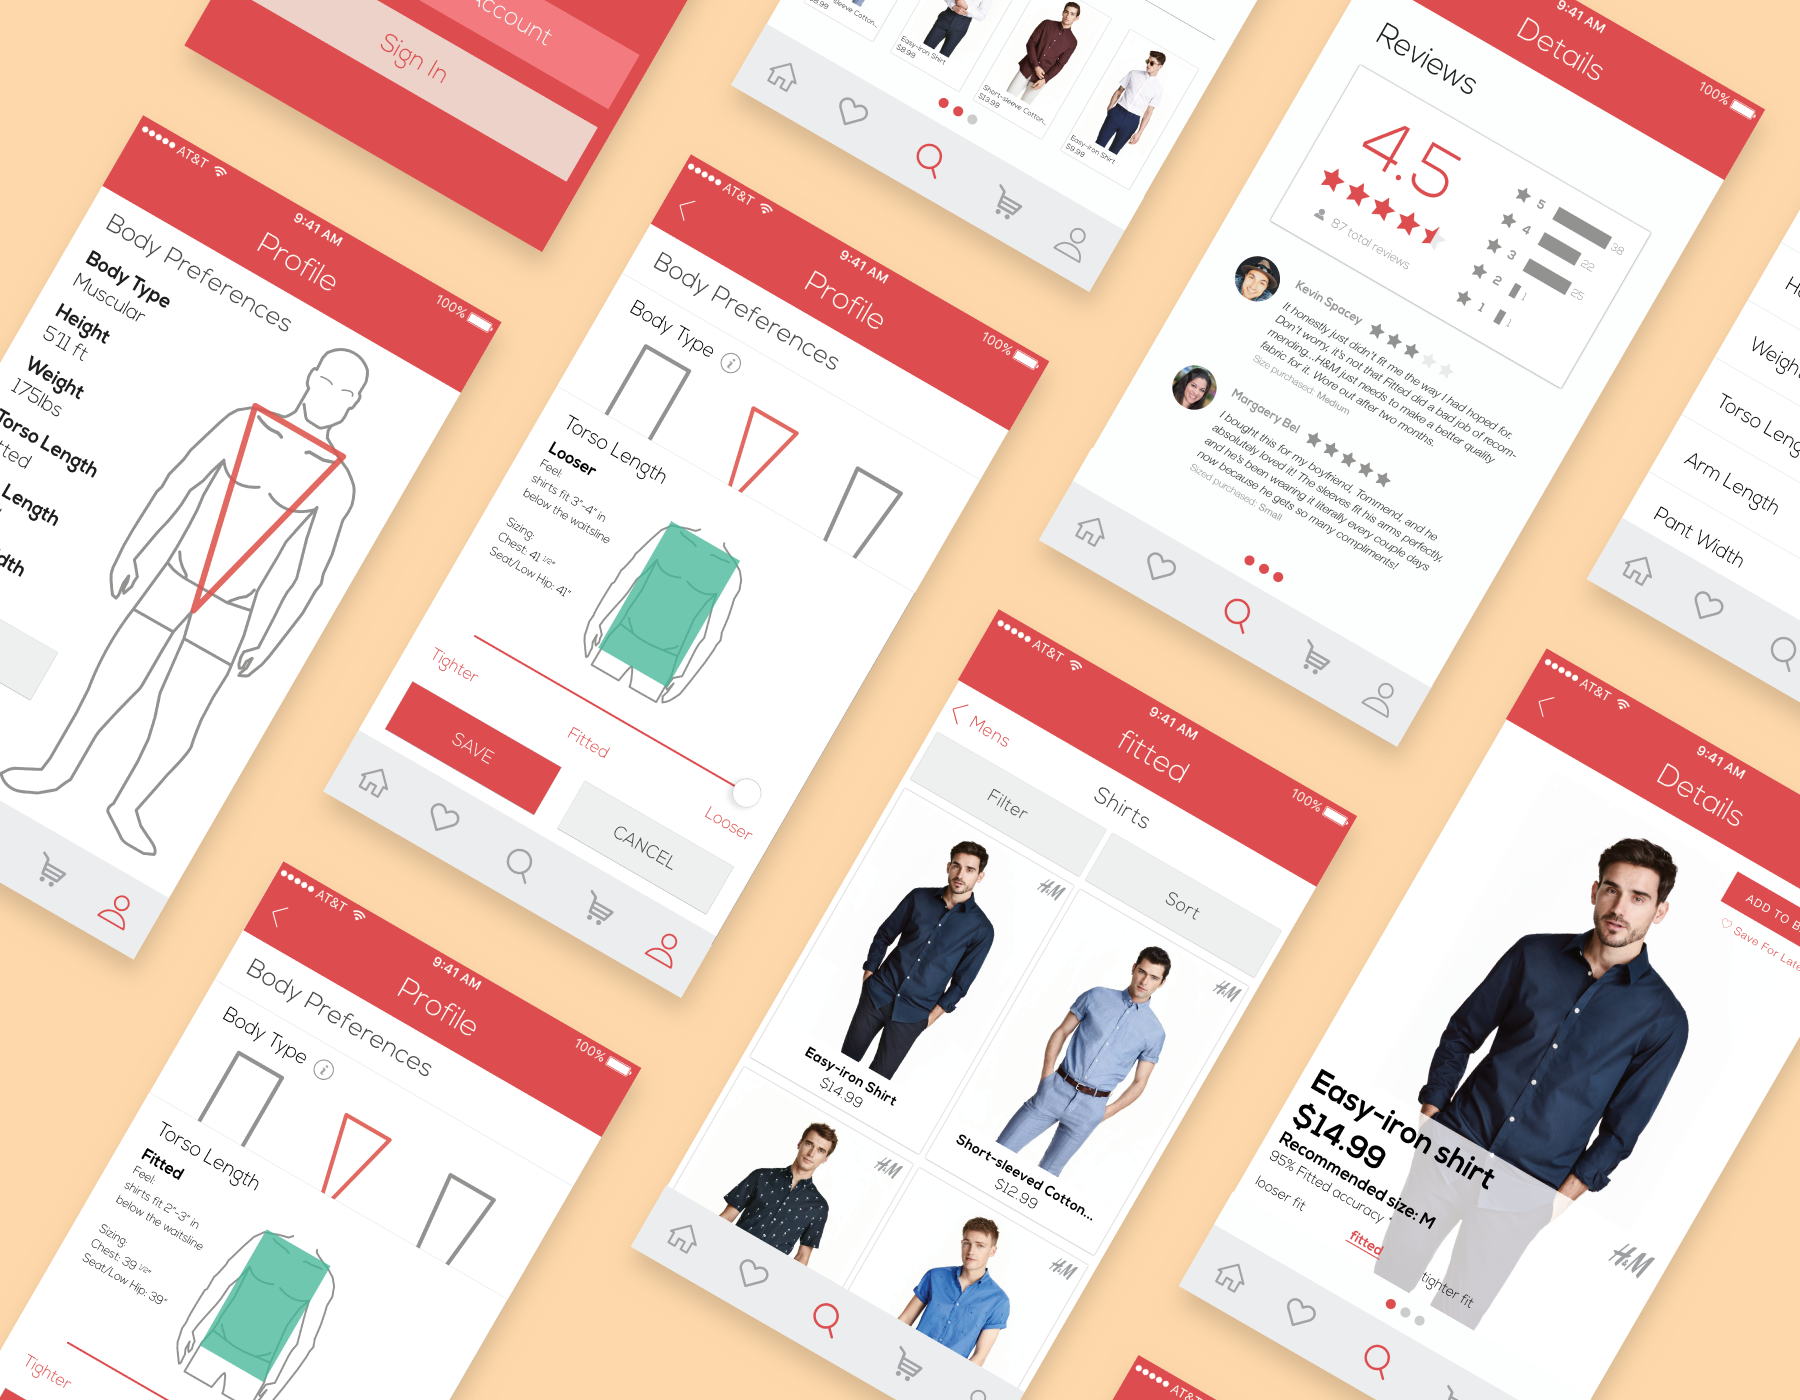 Account
Sign In
Short-sleeve Cotton...
Easy-iron Shirt
$8.99
Short-sleeve Cotton...
$13.99
Easy-iron Shirt
$9.99
9:41 AM
100%
Details
Reviews
4.5
87 total reviews
5
38
4
22
3
25
2
1
1
1
Kevin Spacey
It honestly just didn't fit me the way I had hoped for.
Don't worry, it's not that Fitted did a bad job of recom-
mending...H&M just needs to make a better quality
fabric for it. Wore out after two months.
Size purchased: Medium
Margaery Bel
I bought this for my boyfriend, Tommend, and he
absolutely loved it! The sleeves fit his arms perfectly,
and he's been wearing it literally every couple days
now because he gets so many compliments!
Sized purchased: Small
Weight
Torso Leng
Arm Length
Pant Width
AT&T
9:41 AM
100%
Profile
Body Preferences
Body Type
Muscular
Height
5'11 ft
Weight
175lbs
Torso Length
tted
Length
dth
AT&T
9:41 AM
100%
Profile
Body Preferences
Body Type
i
Torso Length
Looser
Feel:
shirts fit 3"-4" in
below the waitsline
Sizing:
Chest: 41 1/2"
Seat/Low Hip: 41"
Tighter
Fitted
Looser
SAVE
CANCEL
AT&T
9:41 AM
100%
Profile
Body Preferences
Body Type
i
Torso Length
Fitted
Feel:
shirts fit 2"-3" in
below the waitsline
Sizing:
Chest: 39 1/2"
Seat/Low Hip: 39"
Tighter
AT&T
9:41 AM
100%
fitted
Mens
Shirts
Filter
Sort
H&M
Easy-iron Shirt
$14.99
H&M
Short-sleeved Cotton...
$12.99
H&M
H&M
AT&T
9:41 AM
Details
ADD TO B
Save For Late
Easy-iron shirt
$14.99
Recommended size: M
95% Fitted accuracy
looser fit
fitted
tighter fit
H&M
AT&T